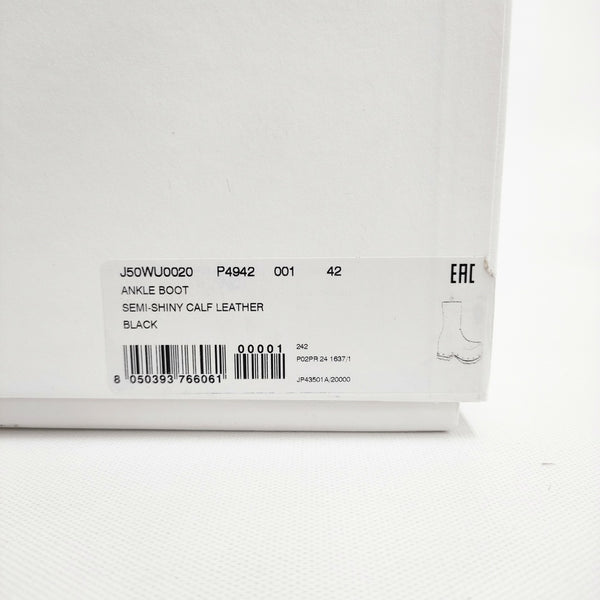 J50WU0020 P4942 001 42
EAC
ANKLE BOOT
SEMI-SHINY CALF LEATHER
BLACK
00001
242
P02PR 24 1637/1
8 050393 766061
JP43501A/20000